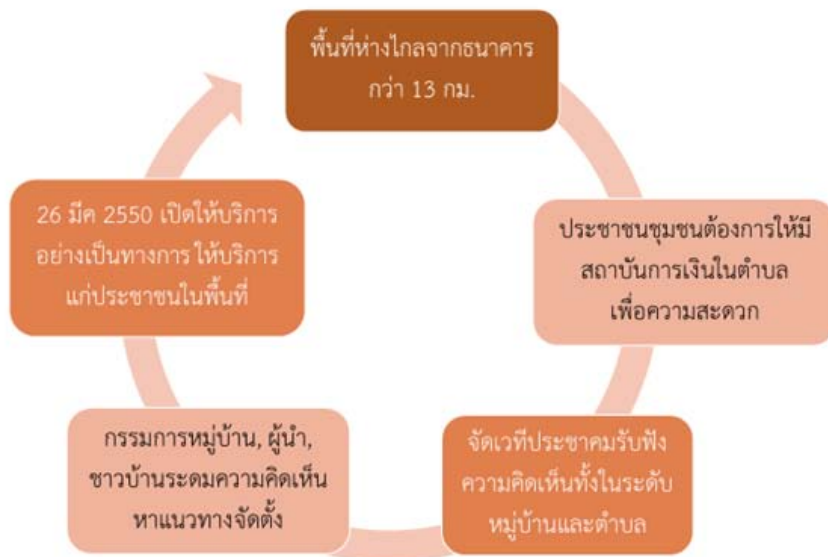 พื้นที่ห่างไกลจากธนาคาร
กว่า 13 กม.
ประชาชนชุมชนต้องการให้มี
สถาบันการเงินในตำบล
เพื่อความสะดวก
จัดเวทีประชาคมรับฟัง
ความคิดเห็นทั้งในระดับ
หมู่บ้านและตำบล
กรรมการหมู่บ้าน, ผู้นำ,
ชาวบ้านระดมความคิดเห็น
หาแนวทางจัดตั้ง
26 มีค 2550 เปิดให้บริการ
อย่างเป็นทางการ ให้บริการ
แก่ประชาชนในพื้นที่